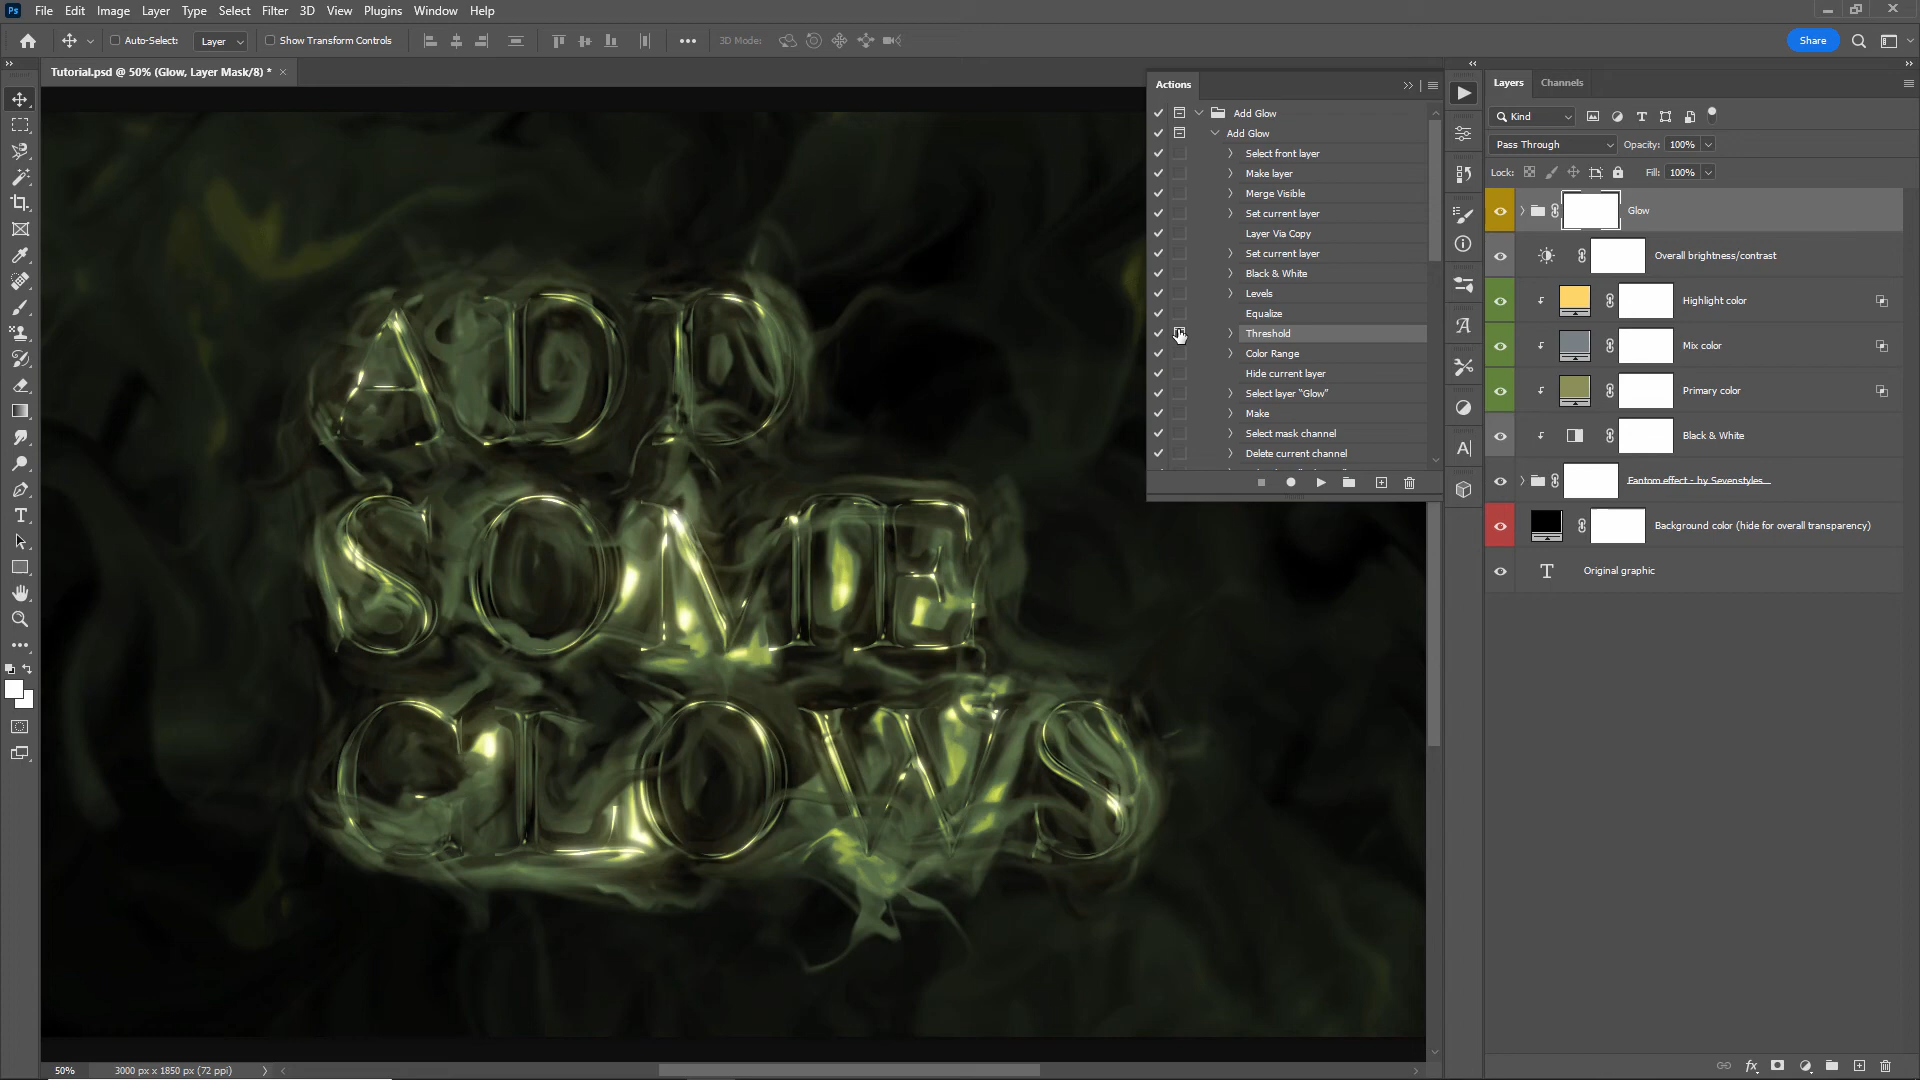 Ps File Edit Image Layer Type Select Filter 3D View Plugins Window Help
Auto-Select: Layer Show Transform Controls 3D Mode: Share
Tutorial.psd @ 50% (Glow, Layer Mask/8) *
ADD
SOME
GLOWS
Actions
Add Glow
Add Glow
Select front layer
Make layer
Merge Visible
Set current layer
Layer Via Copy
Set current layer
Black & White
Levels
Equalize
Threshold
Color Range
Hide current layer
Select layer “Glow”
Make
Select mask channel
Delete current channel
Layers Channels
Kind
Pass Through Opacity: 100%
Lock: Fill: 100%
Glow
Overall brightness/contrast
Highlight color
Mix color
Primary color
Black & White
Fantom effect - by Sevenstyles
Background color (hide for overall transparency)
T Original graphic
50% 3000 px x 1850 px (72 ppi)